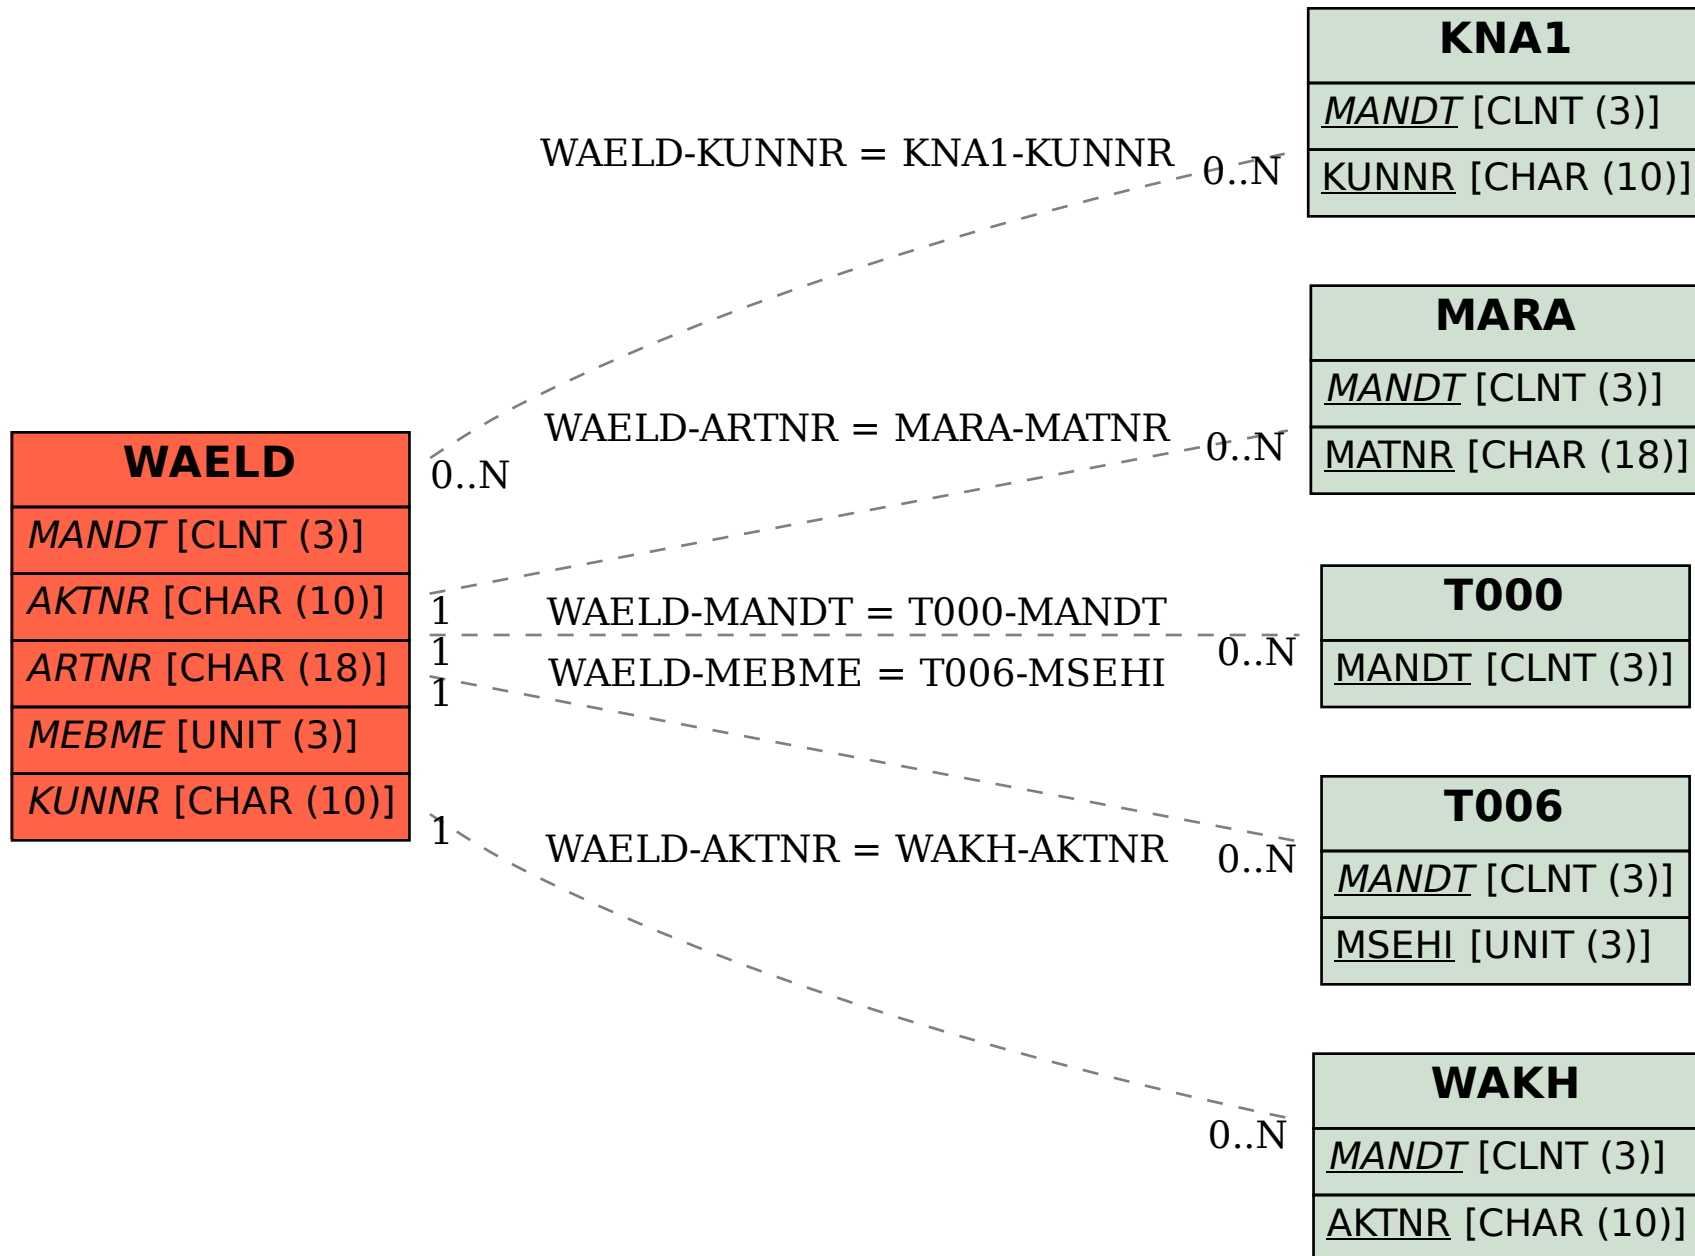 KNA1
MANDT [CLNT (3)]
KUNNR [CHAR (10)]
WAELD-KUNNR = KNA1-KUNNR
0..N
MARA
MANDT [CLNT (3)]
MATNR [CHAR (18)]
WAELD-ARTNR = MARA-MATNR
0..N
WAELD
MANDT [CLNT (3)]
AKTNR [CHAR (10)]
ARTNR [CHAR (18)]
MEBME [UNIT (3)]
KUNNR [CHAR (10)]
0..N
1
1
1
1
WAELD-MANDT = T000-MANDT
0..N
T000
MANDT [CLNT (3)]
WAELD-MEBME = T006-MSEHI
0..N
T006
MANDT [CLNT (3)]
MSEHI [UNIT (3)]
WAELD-AKTNR = WAKH-AKTNR
0..N
WAKH
MANDT [CLNT (3)]
AKTNR [CHAR (10)]